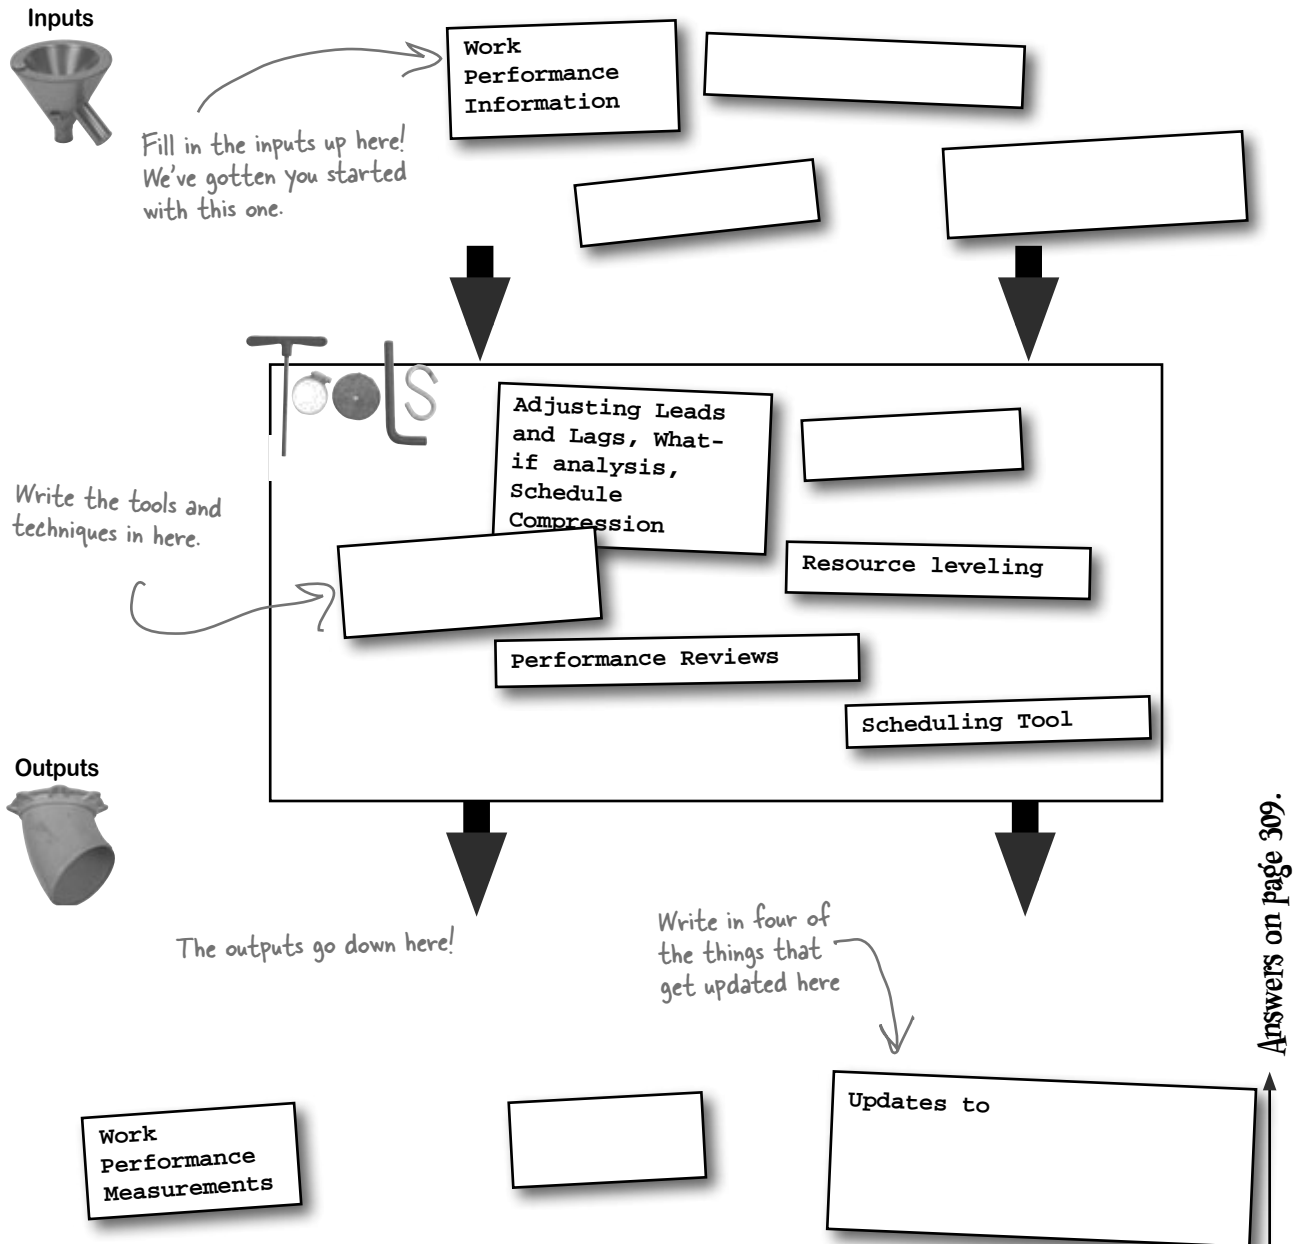 Inputs
Work
Performance
Information
Fill in the inputs up here!
We've gotten you started
with this one.
Tools
Adjusting Leads
and Lags, What-
if analysis,
Schedule
Compression
Write the tools and
techniques in here.
Resource leveling
Performance Reviews
Scheduling Tool
Outputs
Answers on page 309.
The outputs go down here!
Write in four of
the things that
get updated here
Updates to
Work
Performance
Measurements